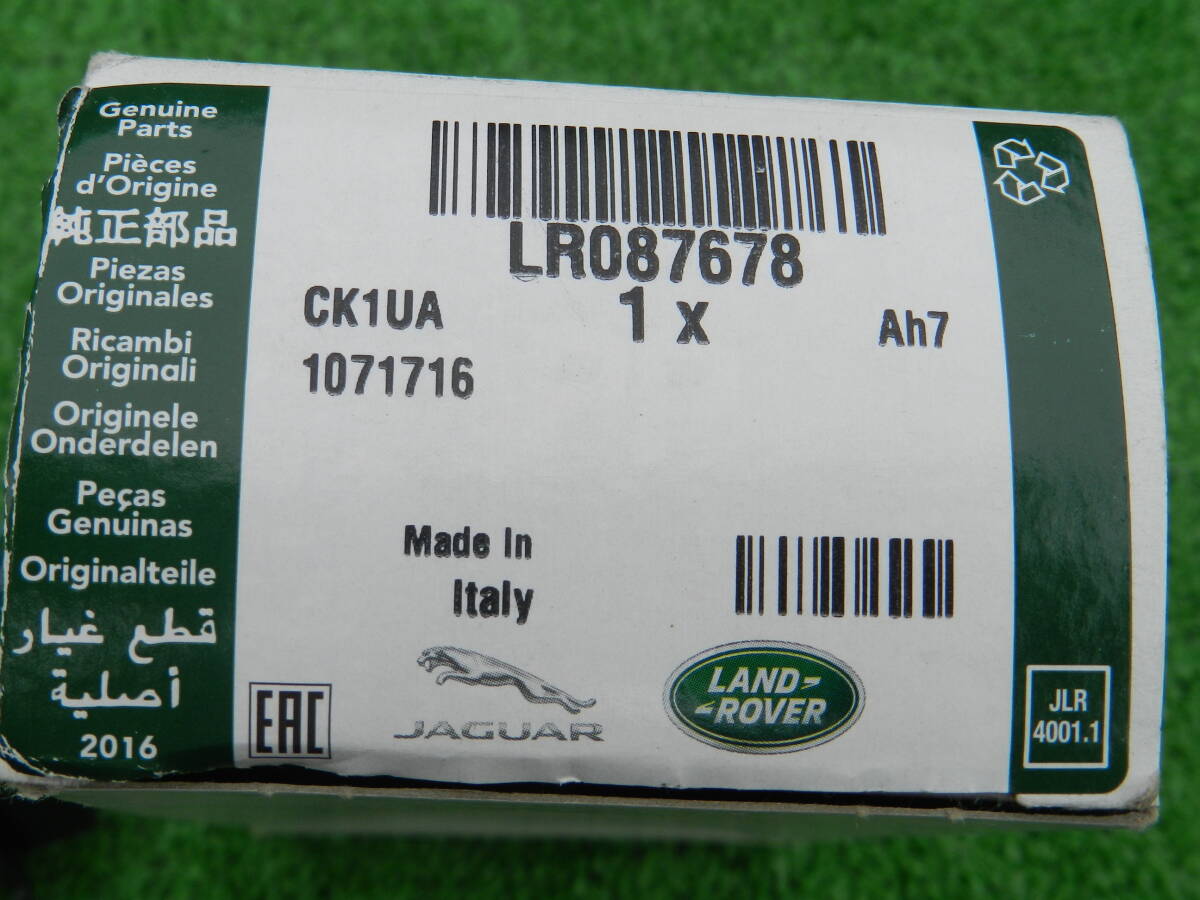 Genuine
Parts
Pièces
d'Origine
純正部品
Piezas
Originales
Ricambi
Originali
Originele
Onderdelen
Peças
Genuinas
Originalteile
قطع غيار
أصلية
2016
LR087678
CK1UA
1 x
Ah7
1071716
Made In
Italy
EAC
JAGUAR
LAND-
-ROVER
JLR
4001.1